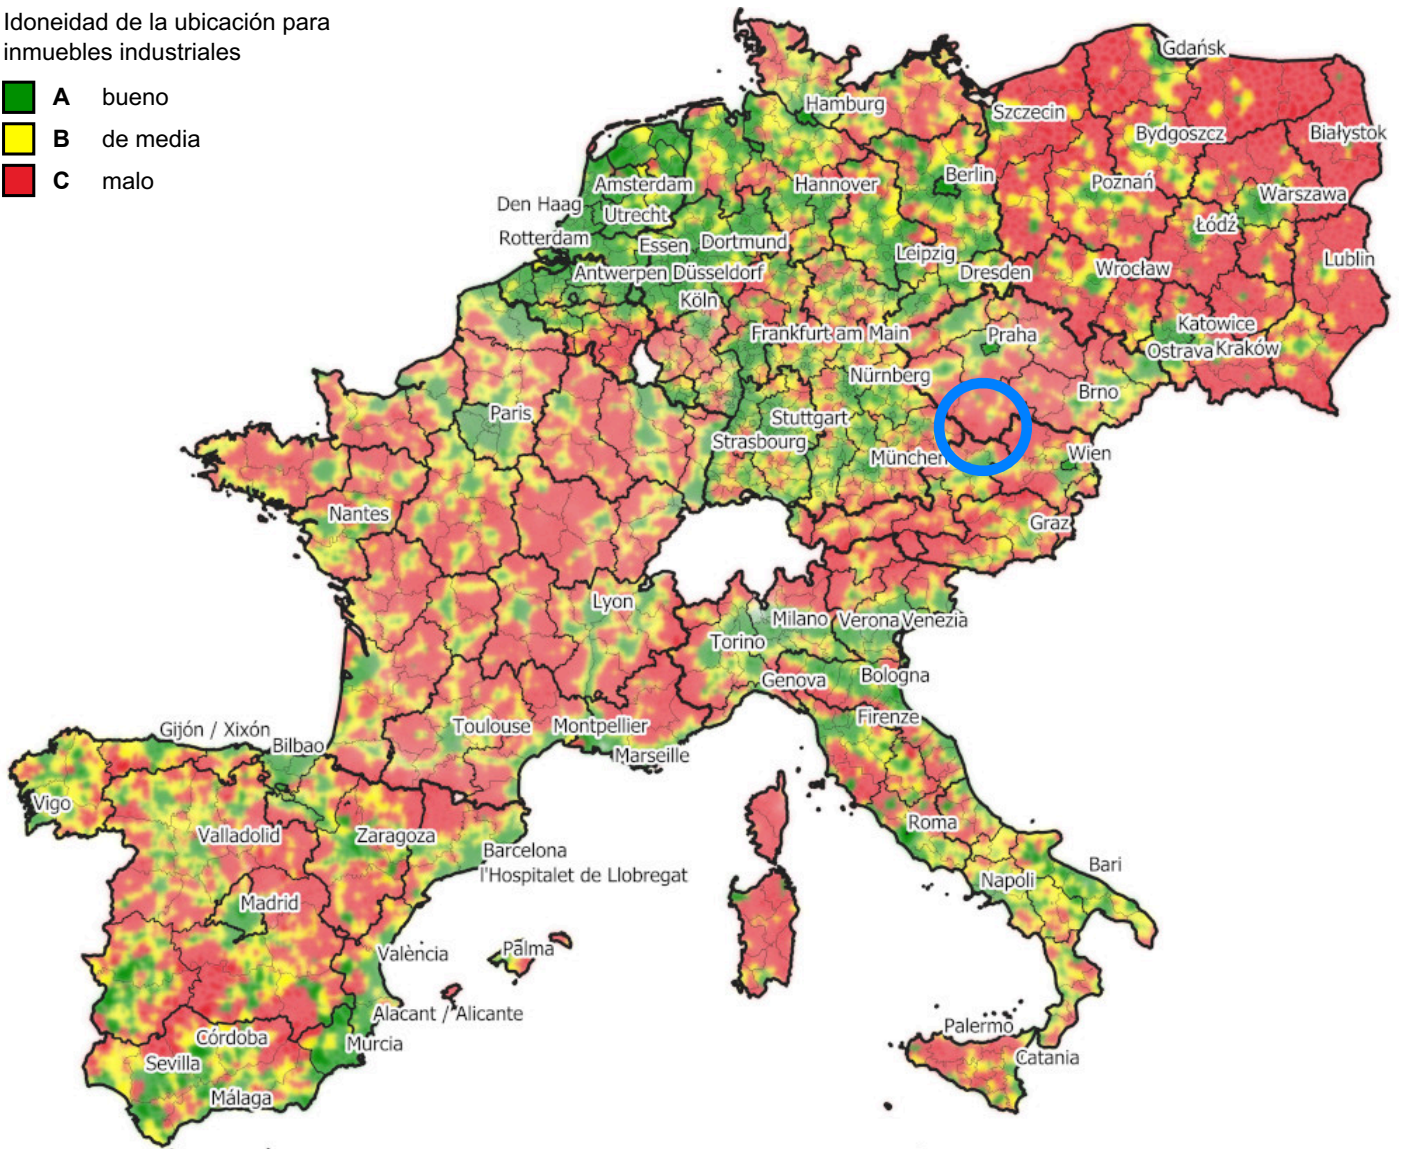 Idoneidad de la ubicación para
inmuebles industriales
A bueno
B de media
C malo
Gdańsk
Hamburg
Szczecin
Bydgoszcz
Białystok
Amsterdam
Hannover
Berlin
Poznań
Warszawa
Den Haag
Utrecht
Łódź
Rotterdam
Essen
Dortmund
Leipzig
Lublin
Antwerpen
Düsseldorf
Dresden
Wrocław
Köln
Frankfurt am Main
Praha
Katowice
Ostrava
Kraków
Nürnberg
Brno
Paris
Stuttgart
Strasbourg
München
Wien
Nantes
Graz
Lyon
Milano
Verona
Venezia
Torino
Genova
Bologna
Firenze
Gijón / Xixón
Bilbao
Toulouse
Montpellier
Marseille
Vigo
Valladolid
Zaragoza
Roma
Barcelona
l'Hospitalet de Llobregat
Bari
Napoli
Madrid
València
Palma
Alacant / Alicante
Palermo
Córdoba
Murcia
Catania
Sevilla
Málaga